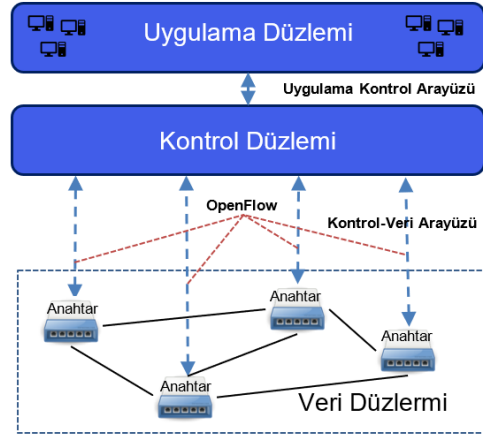 Uygulama Düzlemi
Uygulama Kontrol Arayüzü
Kontrol Düzlemi
OpenFlow
Kontrol-Veri Arayüzü
Anahtar
Anahtar
Anahtar
Anahtar
Veri Düzlermi